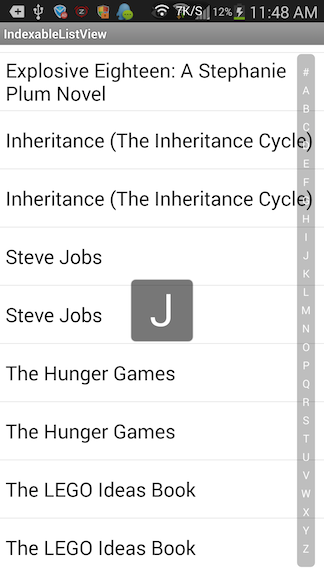 7K/S 12% 11:48 AM
IndexableListView
Explosive Eighteen: A Stephanie
Plum Novel
Inheritance (The Inheritance Cycle)
Inheritance (The Inheritance Cycle)
Steve Jobs
Steve Jobs
J
The Hunger Games
The Hunger Games
The LEGO Ideas Book
The LEGO Ideas Book
#
A
B
C
E
F
H
I
J
K
L
M
N
O
P
Q
R
S
T
U
V
W
X
Y
Z